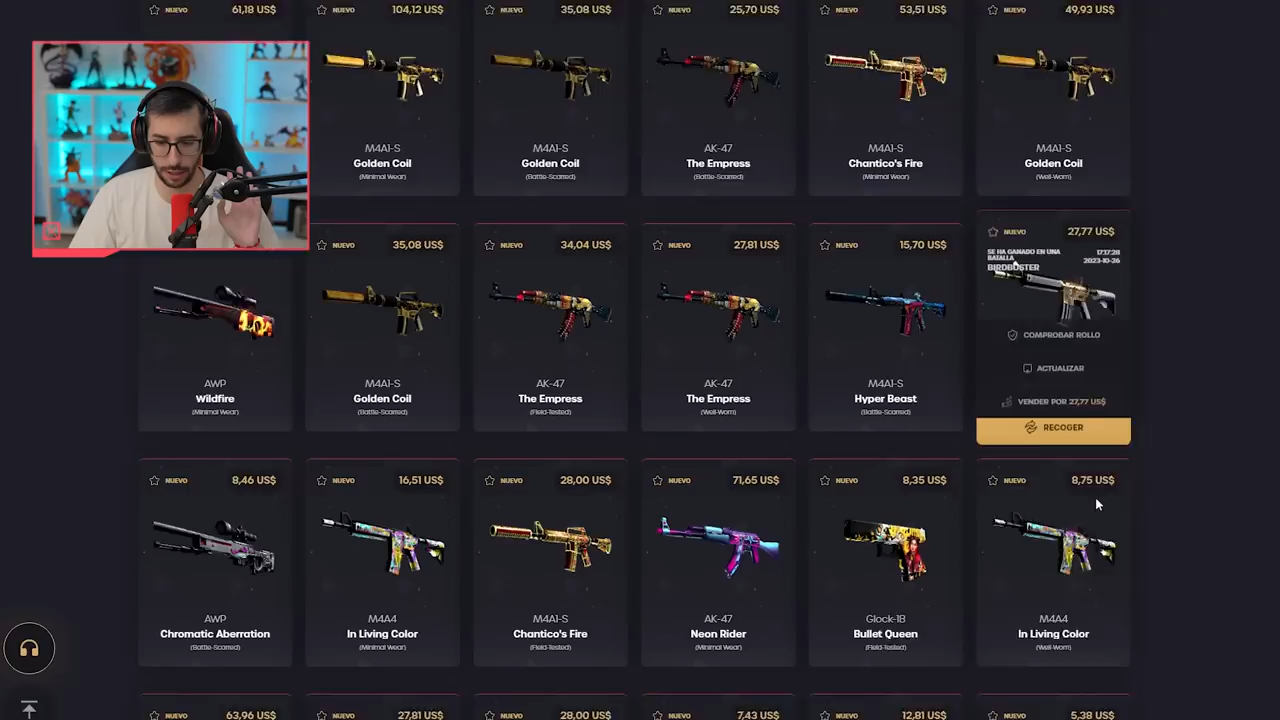 NUEVO 61,18 US$
NUEVO 104,12 US$
NUEVO 35,08 US$
NUEVO 25,70 US$
NUEVO 53,51 US$
NUEVO 49,93 US$
M4A1-S
Golden Coil
(Minimal Wear)
M4A1-S
Golden Coil
(Battle-Scarred)
AK-47
The Empress
(Battle-Scarred)
M4A1-S
Chantico's Fire
(Minimal Wear)
M4A1-S
Golden Coil
(Well-Worn)
AWP
Wildfire
(Minimal Wear)
NUEVO 35,08 US$
M4A1-S
Golden Coil
(Battle-Scarred)
NUEVO 34,04 US$
AK-47
The Empress
(Field-Tested)
NUEVO 27,81 US$
AK-47
The Empress
(Well-Worn)
NUEVO 15,70 US$
M4A1-S
Hyper Beast
(Battle-Scarred)
NUEVO 27,77 US$
SE HA GANADO EN UNA
BATALLA
17:17:28
2023-10-26
BIRDBUSTER
COMPROBAR ROLLO
ACTUALIZAR
VENDER POR 27,77 US$
RECOGER
NUEVO 8,46 US$
AWP
Chromatic Aberration
(Battle-Scarred)
NUEVO 16,51 US$
M4A4
In Living Color
(Minimal Wear)
NUEVO 28,00 US$
M4A1-S
Chantico's Fire
(Field-Tested)
NUEVO 71,65 US$
AK-47
Neon Rider
(Minimal Wear)
NUEVO 8,35 US$
Glock-18
Bullet Queen
(Field-Tested)
NUEVO 8,75 US$
M4A4
In Living Color
(Well-Worn)
NUEVO 63,96 US$
NUEVO 27,81 US$
NUEVO 28,00 US$
NUEVO 7,43 US$
NUEVO 12,81 US$
NUEVO 5,38 US$